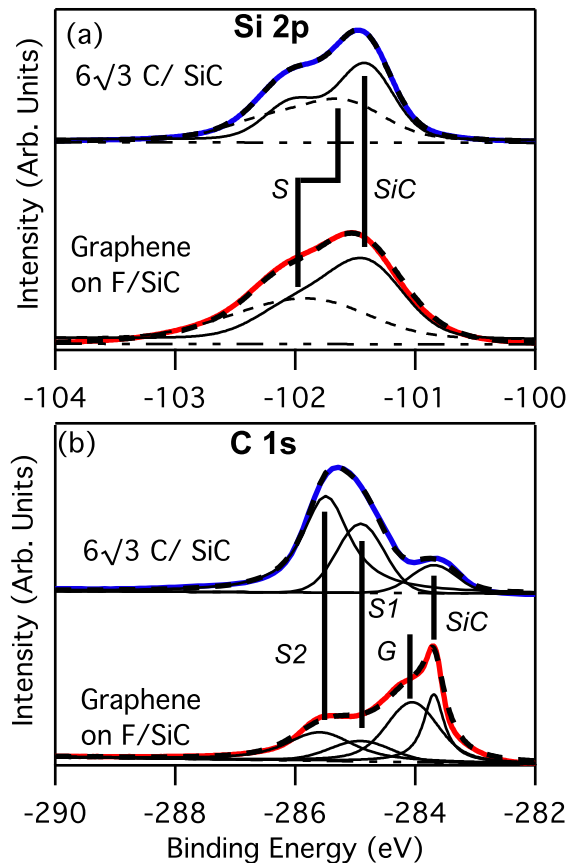 (a)
Si 2p
6√3 C/ SiC
S
SiC
Graphene
on F/SiC
Intensity (Arb. Units)
-104
-103
-102
-101
-100
(b)
C 1s
6√3 C/ SiC
S1
SiC
S2
G
Graphene
on F/SiC
Intensity (Arb. Units)
-290
-288
-286
-284
-282
Binding Energy (eV)